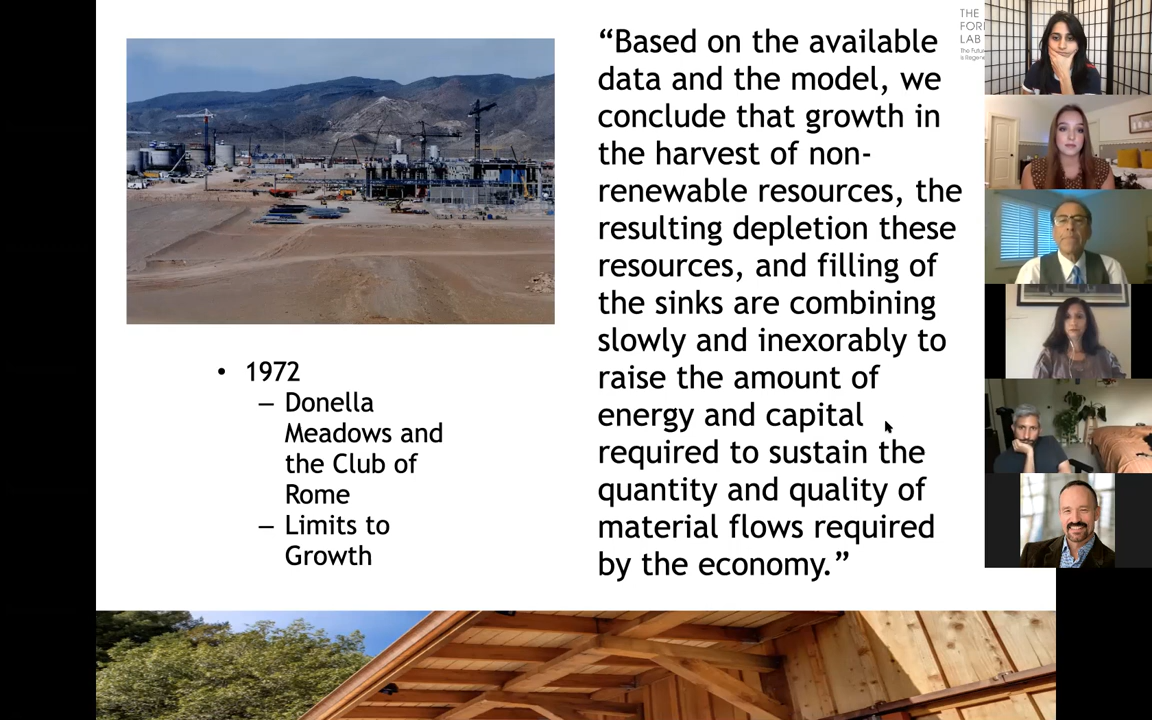 • 1972
– Donella
Meadows and
the Club of
Rome
– Limits to
Growth
“Based on the available
data and the model, we
conclude that growth in
the harvest of non-
renewable resources, the
resulting depletion these
resources, and filling of
the sinks are combining
slowly and inexorably to
raise the amount of
energy and capital
required to sustain the
quantity and quality of
material flows required
by the economy.”
THE
LAB